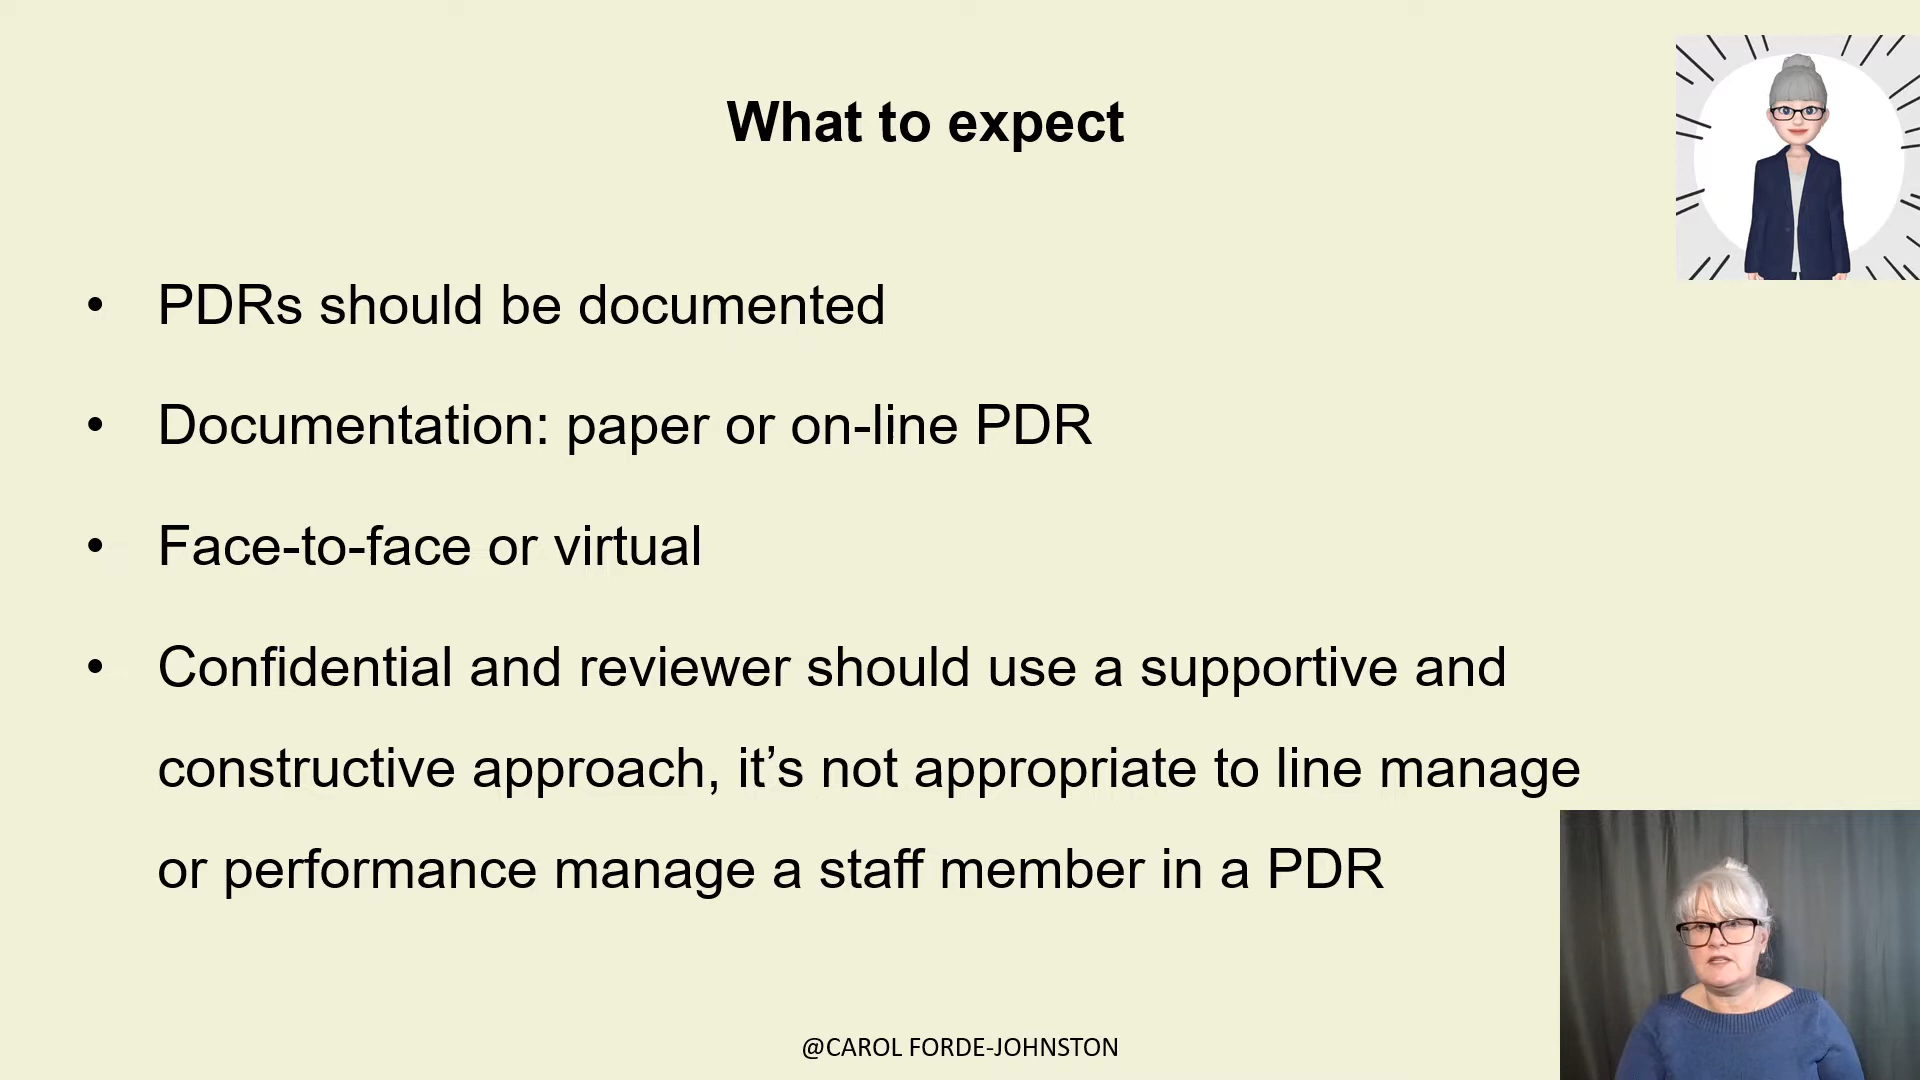 What to expect
• PDRs should be documented
• Documentation: paper or on-line PDR
• Face-to-face or virtual
• Confidential and reviewer should use a supportive and
constructive approach, it’s not appropriate to line manage
or performance manage a staff member in a PDR
@CAROL FORDE-JOHNSTON